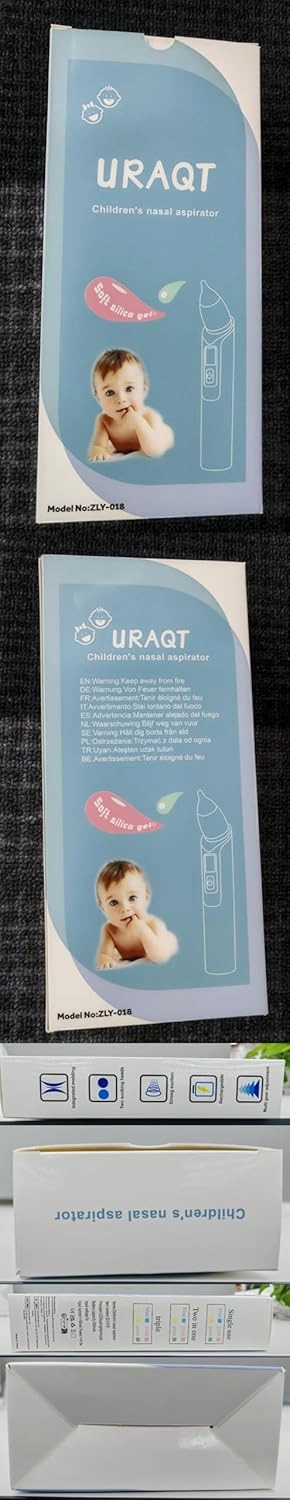 URAQT
Children's nasal aspirator
Soft silica gel!
Model No:ZLY-018
URAQT
Children's nasal aspirator
EN:Warning:Keep away from fire
DE:Warnung:Von Feuer fernhalten
FR:Avertissement:Tenir éloigné du feu
IT:Avvertimento:Stai lontano dal fuoco
ES:Advertencia:Mantener alejado del fuego
NL:Waarschuwing:Blijf weg van vuur
SE:Varning:Håll dig borta från eld
PL:Ostrzeżenie:Trzymać z dala od ognia
TR:Uyarı:Ateşten uzak tutun
BE:Avertissement:Tenir éloigné du feu
Soft silica gel!
Model No:ZLY-018
Integrated molding
Two sucking heads
Strong suction
Rechargeable
Multi gear adjustment
Children's nasal aspirator
Single one
Two in one
triple